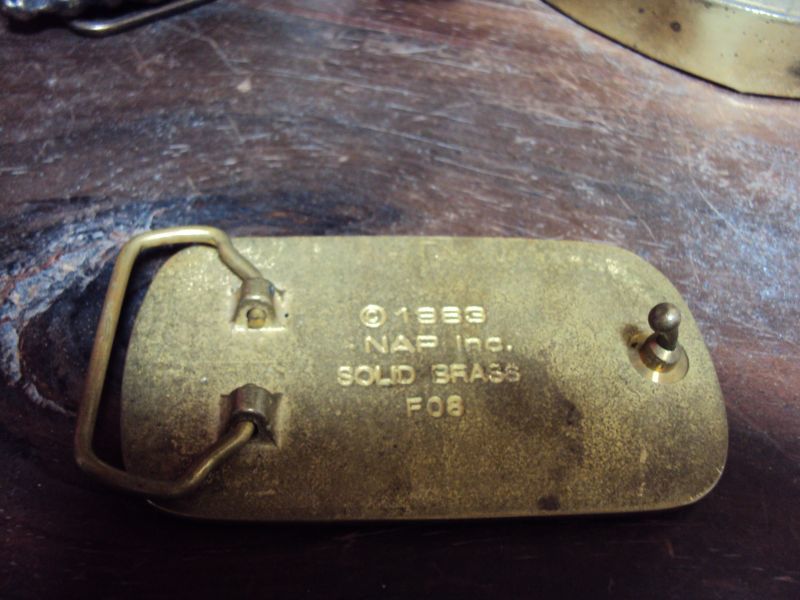 © 1983
NAP Inc.
SOLID BRASS
F08